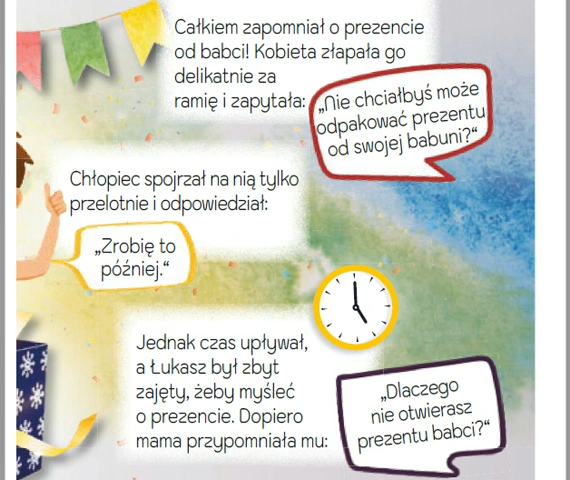 Całkiem zapomniał o prezencie
od babci! Kobieta złapała go
delikatnie za
ramię i zapytała:
„Nie chciałbyś może
odpakować prezentu
od swojej babuni?“
Chłopiec spojrzał na nią tylko
przelotnie i odpowiedział:
„Zrobię to
później.“
Jednak czas upływał,
a Łukasz był zbyt
zajęty, żeby myśleć
o prezencie. Dopiero
mama przypomniała mu:
„Dlaczego
nie otwierasz
prezentu babci?“